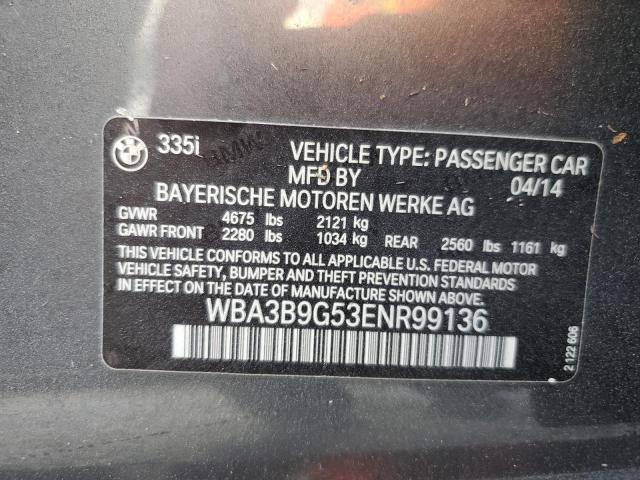 335i
VEHICLE TYPE: PASSENGER CAR
MFD BY 04/14
BAYERISCHE MOTOREN WERKE AG
GVWR 4675 lbs 2121 kg
GAWR FRONT 2280 lbs 1034 kg REAR 2560 lbs 1161 kg
THIS VEHICLE CONFORMS TO ALL APPLICABLE U.S. FEDERAL MOTOR
VEHICLE SAFETY, BUMPER AND THEFT PREVENTION STANDARDS
IN EFFECT ON THE DATE OF MANUFACTURE SHOWN ABOVE:
WBA3B9G53ENR99136
2 122 606